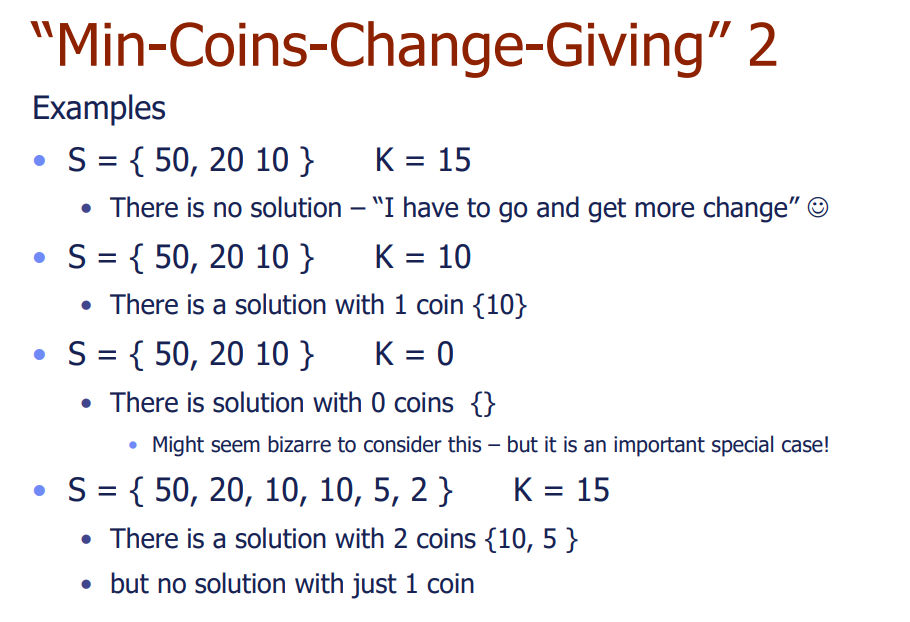 “Min-Coins-Change-Giving” 2
Examples
• S = { 50, 20 10 } K = 15
• There is no solution – “I have to go and get more change” ☺
• S = { 50, 20 10 } K = 10
• There is a solution with 1 coin {10}
• S = { 50, 20 10 } K = 0
• There is solution with 0 coins {}
• Might seem bizarre to consider this – but it is an important special case!
• S = { 50, 20, 10, 10, 5, 2 } K = 15
• There is a solution with 2 coins {10, 5 }
• but no solution with just 1 coin